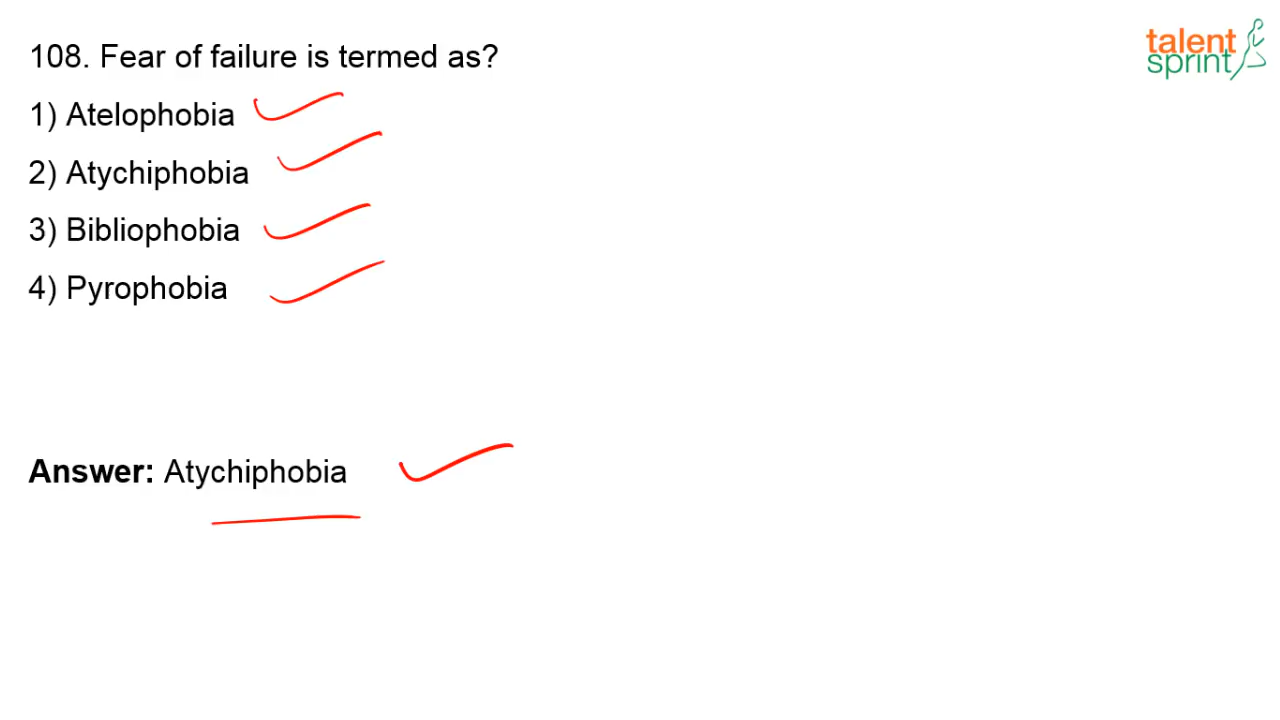 108. Fear of failure is termed as?
1) Atelophobia
2) Atychiphobia
3) Bibliophobia
4) Pyrophobia
Answer: Atychiphobia
talent
sprint